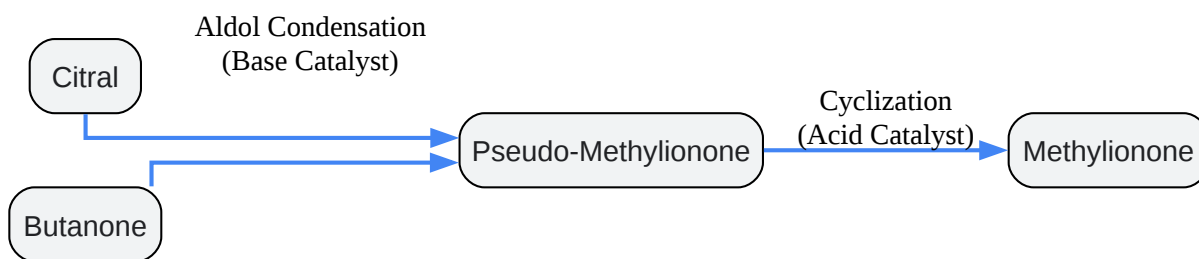 Aldol Condensation
(Base Catalyst)
Citral
Butanone
Pseudo-Methylionone
Cyclization
(Acid Catalyst)
Methylionone